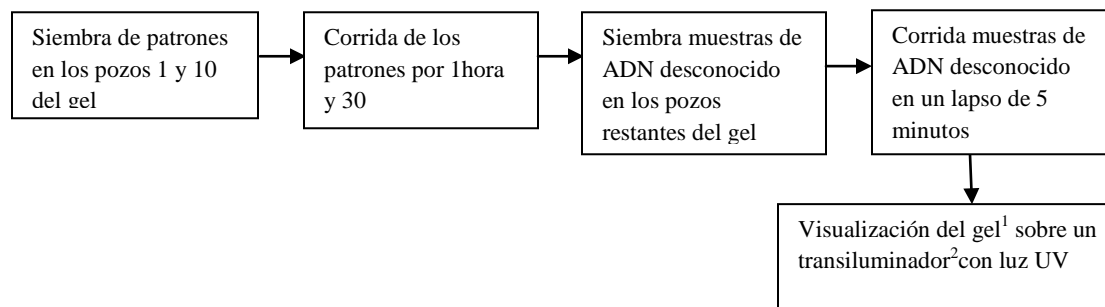 Siembra de patrones
en los pozos 1 y 10
del gel
Corrida de los
patrones por 1hora
y 30
Siembra muestras de
ADN desconocido
en los pozos
restantes del gel
Corrida muestras de
ADN desconocido
en un lapso de 5
minutos
Visualización del gel¹ sobre un
transiluminador²con luz UV